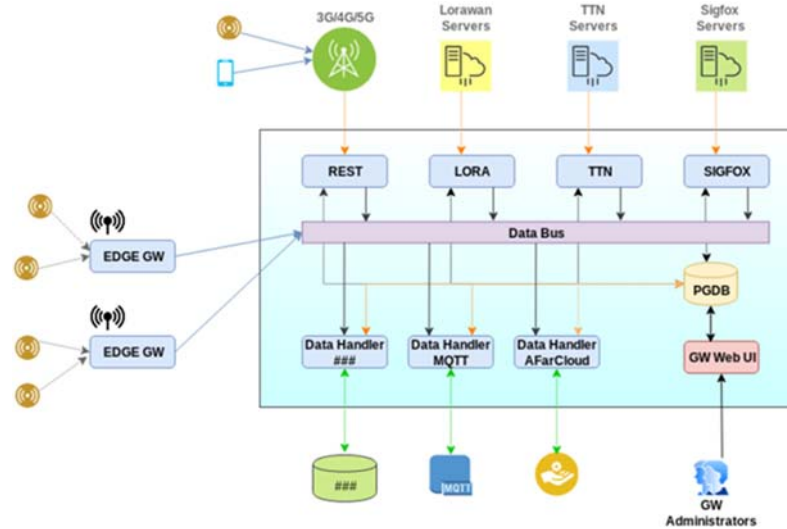 3G/4G/5G
Lorawan
Servers
TTN
Servers
Sigfox
Servers
REST
LORA
TTN
SIGFOX
EDGE GW
Data Bus
PGDB
EDGE GW
Data Handler
###
Data Handler
MQTT
Data Handler
AFarCloud
GW Web UI
###
MQTT
GW
Administrators